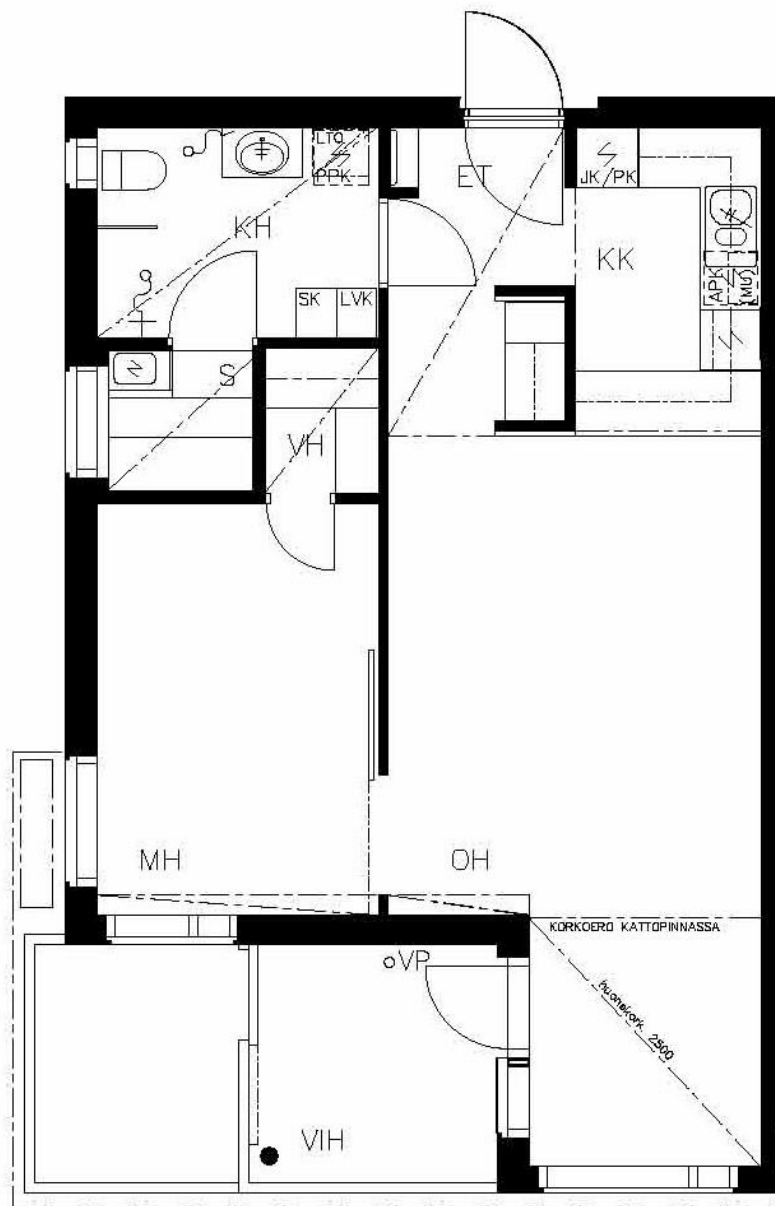 LTO
PPK
ET
JK/PK
KH
KK
APK
(MU)
SK LVK
S
VH
MH
OH
KORKOERO KATTOPINNASSA
huonekork. 2500
VP
VIH